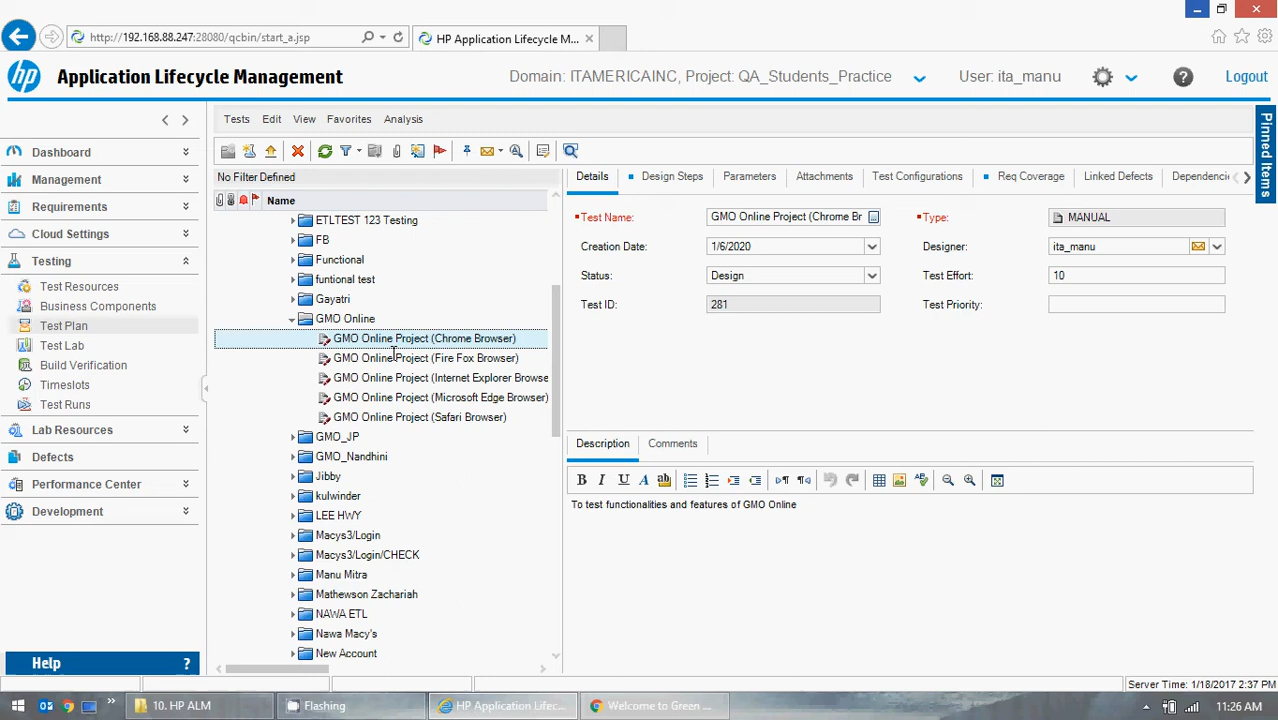 http://192.168.88.247:28080/qcbin/start_a.jsp
HP Application Lifecycle M...
hp
Application Lifecycle Management
Domain: ITAMERICAINC, Project: QA_Students_Practice
User: ita_manu
Logout
Tests Edit View Favorites Analysis
Pinned Items
Dashboard
Management
Requirements
Cloud Settings
Testing
Test Resources
Business Components
Test Plan
Test Lab
Build Verification
Timeslots
Test Runs
Lab Resources
Defects
Performance Center
Development
Help ?
No Filter Defined
Name
ETLTEST 123 Testing
FB
Functional
funtional test
Gayatri
GMO Online
GMO Online Project (Chrome Browser)
GMO Online Project (Fire Fox Browser)
GMO Online Project (Internet Explorer Browse
GMO Online Project (Microsoft Edge Browser)
GMO Online Project (Safari Browser)
GMO_JP
GMO_Nandhini
Jibby
kulwinder
LEE HWY
Macys3/Login
Macys3/Login/CHECK
Manu Mitra
Mathewson Zachariah
NAWA ETL
Nawa Macy's
New Account
Details Design Steps Parameters Attachments Test Configurations Req Coverage Linked Defects Dependencie
*Test Name: GMO Online Project (Chrome Br
*Type: MANUAL
Creation Date: 1/6/2020
Designer: ita_manu
Status: Design
Test Effort: 10
Test ID: 281
Test Priority:
Description Comments
B I U A ab
To test functionalities and features of GMO Online
Server Time: 1/18/2017 2:37 PM
10. HP ALM
Flashing
HP Application Lifec...
Welcome to Green ...
11:26 AM